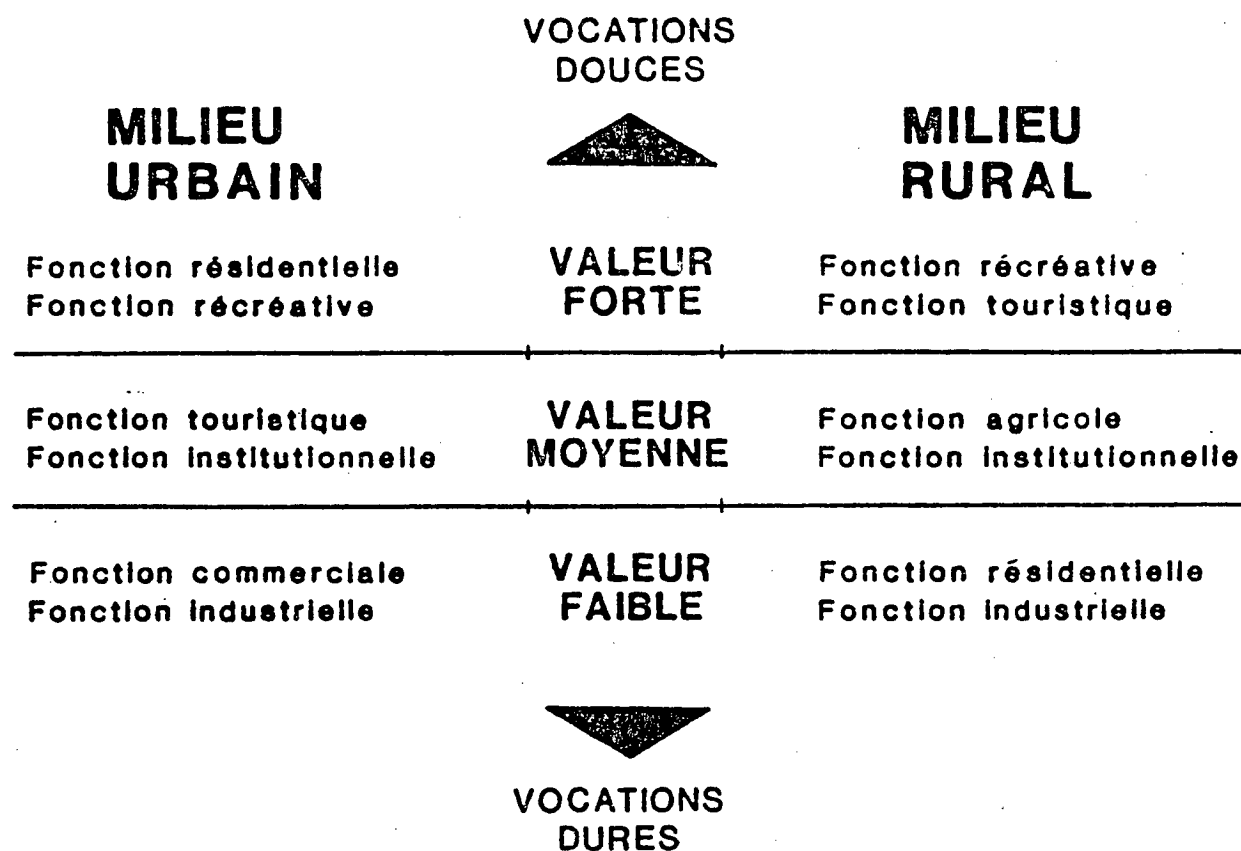 VOCATIONS
DOUCES
MILIEU
URBAIN
MILIEU
RURAL
Fonction résidentielle
Fonction récréative
VALEUR
FORTE
Fonction récréative
Fonction touristique
Fonction touristique
Fonction institutionnelle
VALEUR
MOYENNE
Fonction agricole
Fonction institutionnelle
Fonction commerciale
Fonction industrielle
VALEUR
FAIBLE
Fonction résidentielle
Fonction industrielle
VOCATIONS
DURES